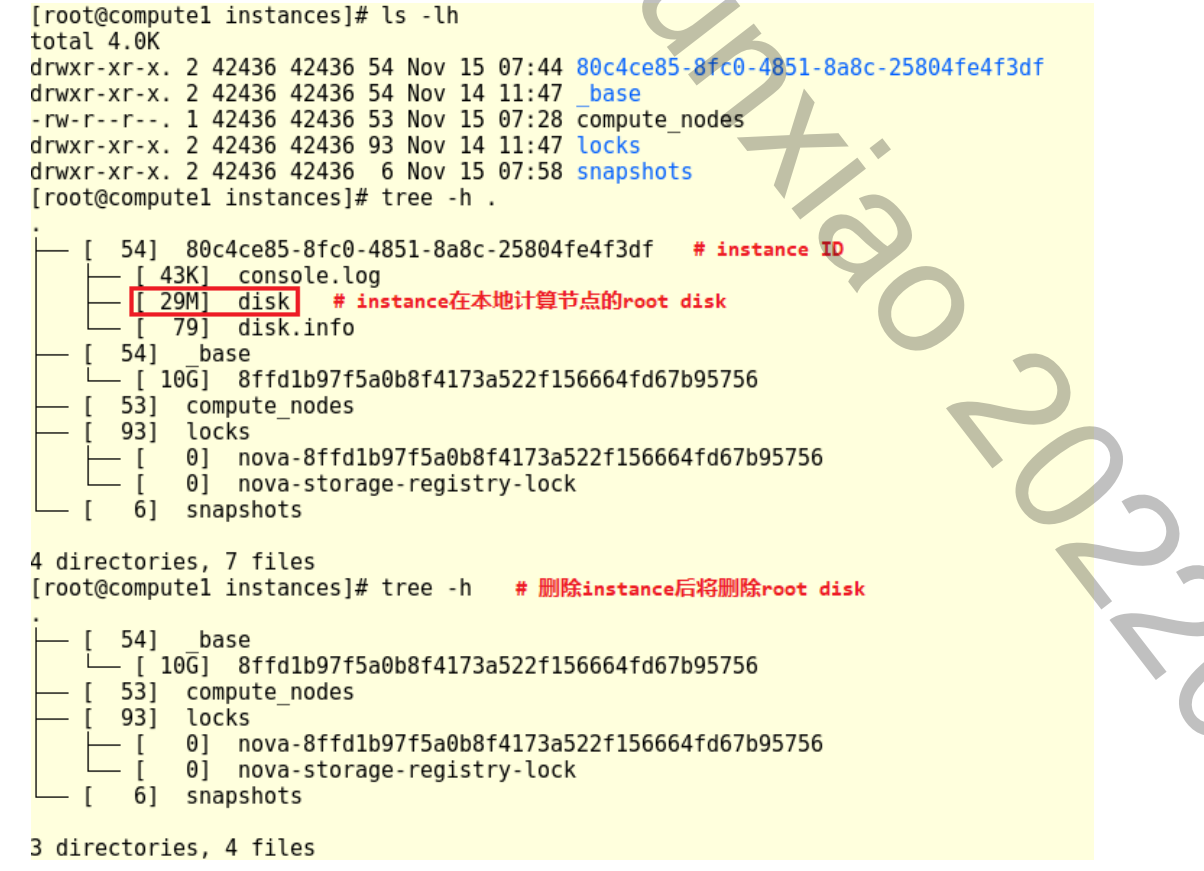 [root@compute1 instances]# ls -lh
total 4.0K
drwxr-xr-x. 2 42436 42436 54 Nov 15 07:44 80c4ce85-8fc0-4851-8a8c-25804fe4f3df
drwxr-xr-x. 2 42436 42436 54 Nov 14 11:47 _base
-rw-r--r--. 1 42436 42436 53 Nov 15 07:28 compute_nodes
drwxr-xr-x. 2 42436 42436 93 Nov 14 11:47 locks
drwxr-xr-x. 2 42436 42436  6 Nov 15 07:58 snapshots
[root@compute1 instances]# tree -h .
.
├── [  54]  80c4ce85-8fc0-4851-8a8c-25804fe4f3df   # instance ID
│   ├── [ 43K]  console.log
│   ├── [ 29M]  disk   # instance在本地计算节点的root disk
│   └── [  79]  disk.info
├── [  54]  _base
│   └── [ 10G]  8ffd1b97f5a0b8f4173a522f156664fd67b95756
├── [  53]  compute_nodes
├── [  93]  locks
│   ├── [   0]  nova-8ffd1b97f5a0b8f4173a522f156664fd67b95756
│   └── [   0]  nova-storage-registry-lock
└── [   6]  snapshots
4 directories, 7 files
[root@compute1 instances]# tree -h   # 删除instance后将删除root disk
.
├── [  54]  _base
│   └── [ 10G]  8ffd1b97f5a0b8f4173a522f156664fd67b95756
├── [  53]  compute_nodes
├── [  93]  locks
│   ├── [   0]  nova-8ffd1b97f5a0b8f4173a522f156664fd67b95756
│   └── [   0]  nova-storage-registry-lock
└── [   6]  snapshots
3 directories, 4 files